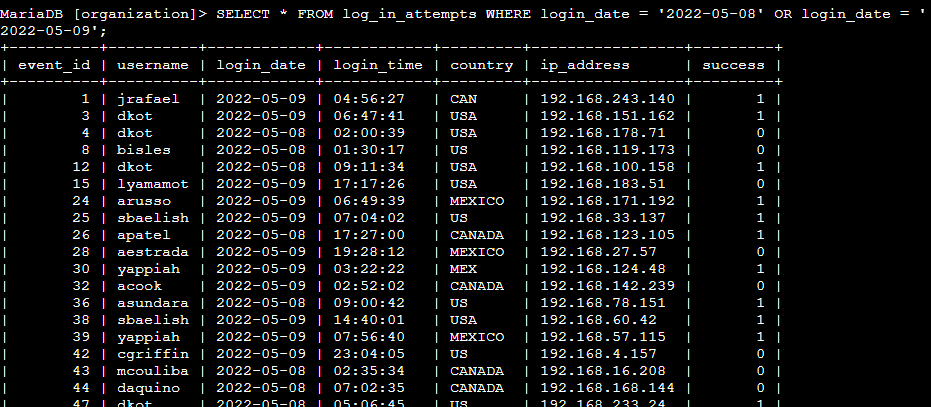 MariaDB [organization]> SELECT * FROM log_in_attempts WHERE login_date = '2022-05-08' OR login_date = '
2022-05-09';
+----------+----------+------------+------------+---------+-----------------+---------+
| event_id | username | login_date | login_time | country | ip_address      | success |
+----------+----------+------------+------------+---------+-----------------+---------+
|        1 | jrafael  | 2022-05-09 | 04:56:27   | CAN     | 192.168.243.140 |       1 |
|        3 | dkot     | 2022-05-09 | 06:47:41   | USA     | 192.168.151.162 |       1 |
|        4 | dkot     | 2022-05-08 | 02:00:39   | USA     | 192.168.178.71  |       0 |
|        8 | bisles   | 2022-05-08 | 01:30:17   | US      | 192.168.119.173 |       0 |
|       12 | dkot     | 2022-05-08 | 09:11:34   | USA     | 192.168.100.158 |       1 |
|       15 | lyamamot | 2022-05-09 | 17:17:26   | USA     | 192.168.183.51  |       0 |
|       24 | arusso   | 2022-05-09 | 06:49:39   | MEXICO  | 192.168.171.192 |       1 |
|       25 | sbaelish | 2022-05-09 | 07:04:02   | US      | 192.168.33.137  |       1 |
|       26 | apatel   | 2022-05-08 | 17:27:00   | CANADA  | 192.168.123.105 |       1 |
|       28 | aestrada | 2022-05-09 | 19:28:12   | MEXICO  | 192.168.27.57   |       0 |
|       30 | yappiah  | 2022-05-09 | 03:22:22   | MEX     | 192.168.124.48  |       1 |
|       32 | acook    | 2022-05-09 | 02:52:02   | CANADA  | 192.168.142.239 |       0 |
|       36 | asundara | 2022-05-08 | 09:00:42   | US      | 192.168.78.151  |       1 |
|       38 | sbaelish | 2022-05-09 | 14:40:01   | USA     | 192.168.60.42   |       1 |
|       39 | yappiah  | 2022-05-09 | 07:56:40   | MEXICO  | 192.168.57.115  |       1 |
|       42 | cgriffin | 2022-05-09 | 23:04:05   | US      | 192.168.4.157   |       0 |
|       43 | mcouliba | 2022-05-08 | 02:35:34   | CANADA  | 192.168.16.208  |       0 |
|       44 | daquino  | 2022-05-08 | 07:02:35   | CANADA  | 192.168.168.144 |       0 |
|       47 | dkot     | 2022-05-08 | 05:06:45   | US      | 192.168.233.24  |       1 |